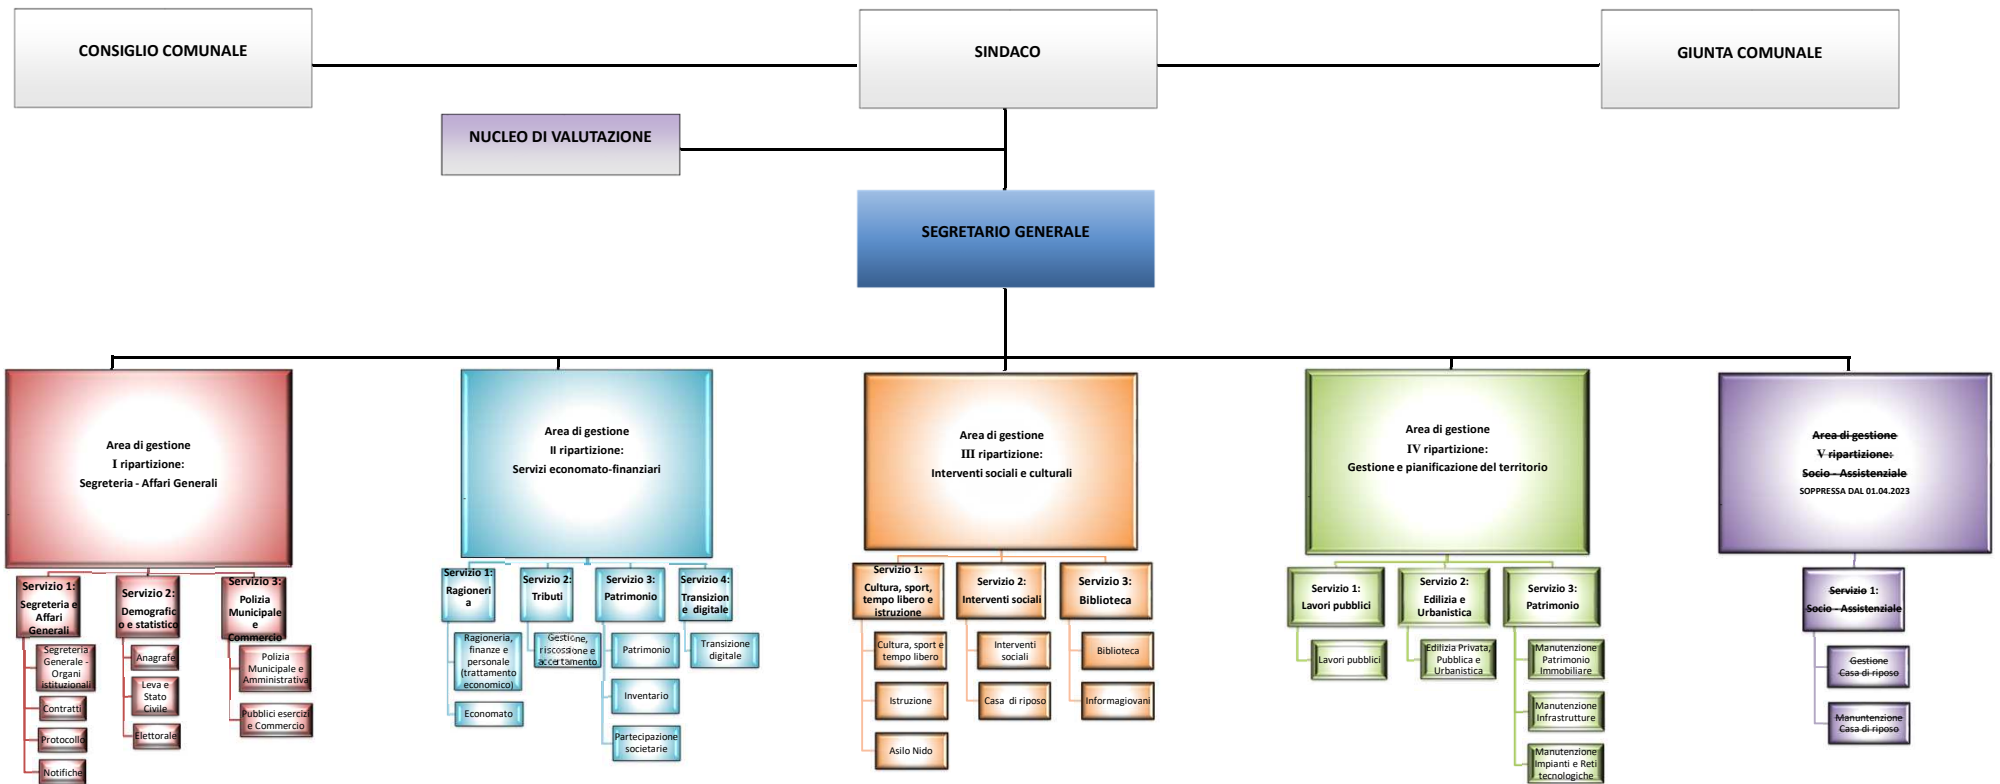 CONSIGLIO COMUNALE
SINDACO
GIUNTA COMUNALE
NUCLEO DI VALUTAZIONE
SEGRETARIO GENERALE
Area di gestione
I ripartizione:
Segreteria - Affari Generali
Area di gestione
II ripartizione:
Servizi economato-finanziari
Area di gestione
III ripartizione:
Interventi sociali e culturali
Area di gestione
IV ripartizione:
Gestione e pianificazione del territorio
Area di gestione
V ripartizione:
Socio - Assistenziale
SOPPRESSA DAL 01.04.2023
Servizio 1:
Segreteria e
Affari
Generali
Segreteria
Generale -
Organi
istituzionali
Contratti
Protocollo
Notifiche
Servizio 2:
Demografic
o e statistico
Anagrafe
Leva e
Stato
Civile
Elettorale
Servizio 3:
Polizia
Municipale
e
Commercio
Polizia
Municipale e
Amministrativa
Pubblici esercizi
e Commercio
Servizio 1:
Ragioneri
a
Ragioneria,
finanze e
personale
(trattamento
economico)
Economato
Servizio 2:
Tributi
Gestione,
riscossione e
accertamento
Servizio 3:
Patrimonio
Patrimonio
Inventario
Partecipazione
societarie
Servizio 4:
Transizion
e digitale
Transizione
digitale
Servizio 1:
Cultura, sport,
tempo libero e
istruzione
Cultura, sport e
tempo libero
Istruzione
Asilo Nido
Servizio 2:
Interventi sociali
Interventi
sociali
Casa di riposo
Servizio 3:
Biblioteca
Biblioteca
Informagiovani
Servizio 1:
Lavori pubblici
Lavori pubblici
Servizio 2:
Edilizia e
Urbanistica
Edilizia Privata,
Pubblica e
Urbanistica
Servizio 3:
Patrimonio
Manutenzione
Patrimonio
Immobiliare
Manutenzione
Infrastrutture
Manutenzione
Impianti e Reti
tecnologiche
Servizio 1:
Socio - Assistenziale
Gestione
Casa di riposo
Manuntenzione
Casa di riposo